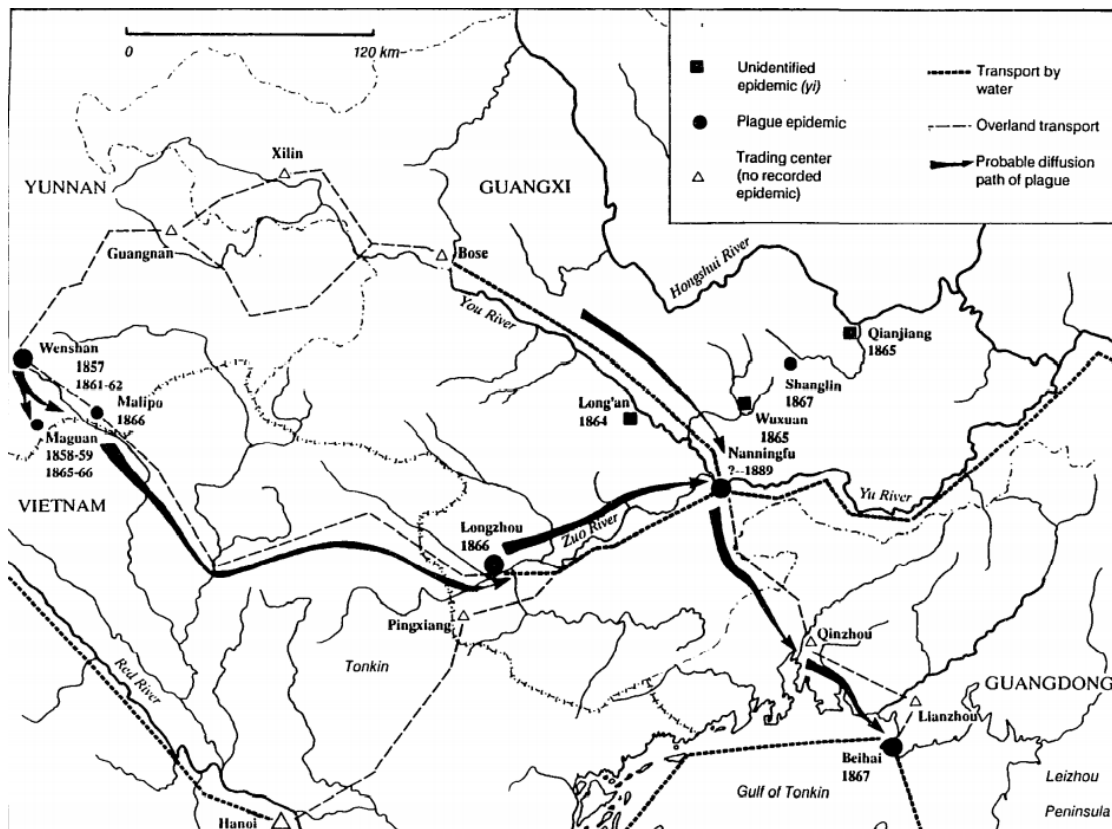 0
120 km
Unidentified
epidemic (yi)
Plague epidemic
Trading center
(no recorded
epidemic)
Transport by
water
Overland transport
Probable diffusion
path of plague
YUNNAN
Xilin
GUANGXI
Guangnan
Bose
Hongshui River
You River
Qianjiang
1865
Wenshan
1857
1861-62
Malipo
1866
Shanglin
1867
Long'an
1864
Wuxuan
1865
Maguan
1858-59
1865-66
Nanningfu
?--1889
VIETNAM
Longzhou
1866
Zuo River
Yu River
Pingxiang
Tonkin
Qinzhou
Red River
GUANGDONG
Lianzhou
Beihai
1867
Gulf of Tonkin
Leizhou
Peninsula
Hanoi